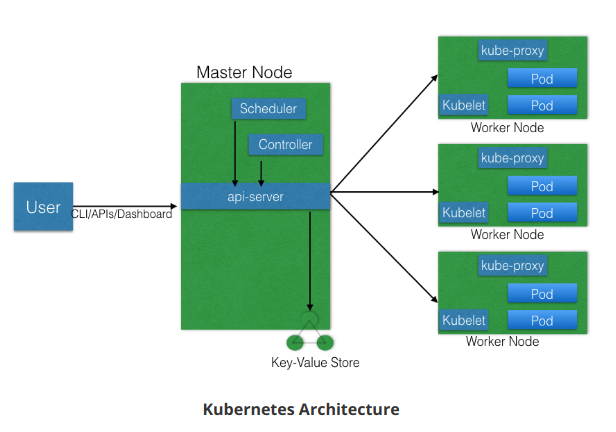 Master Node
Scheduler
Controller
api-server
User
CLI/APIs/Dashboard
Key-Value Store
kube-proxy
Pod
Kubelet
Pod
Worker Node
kube-proxy
Pod
Kubelet
Pod
Worker Node
kube-proxy
Pod
Kubelet
Pod
Worker Node
Kubernetes Architecture